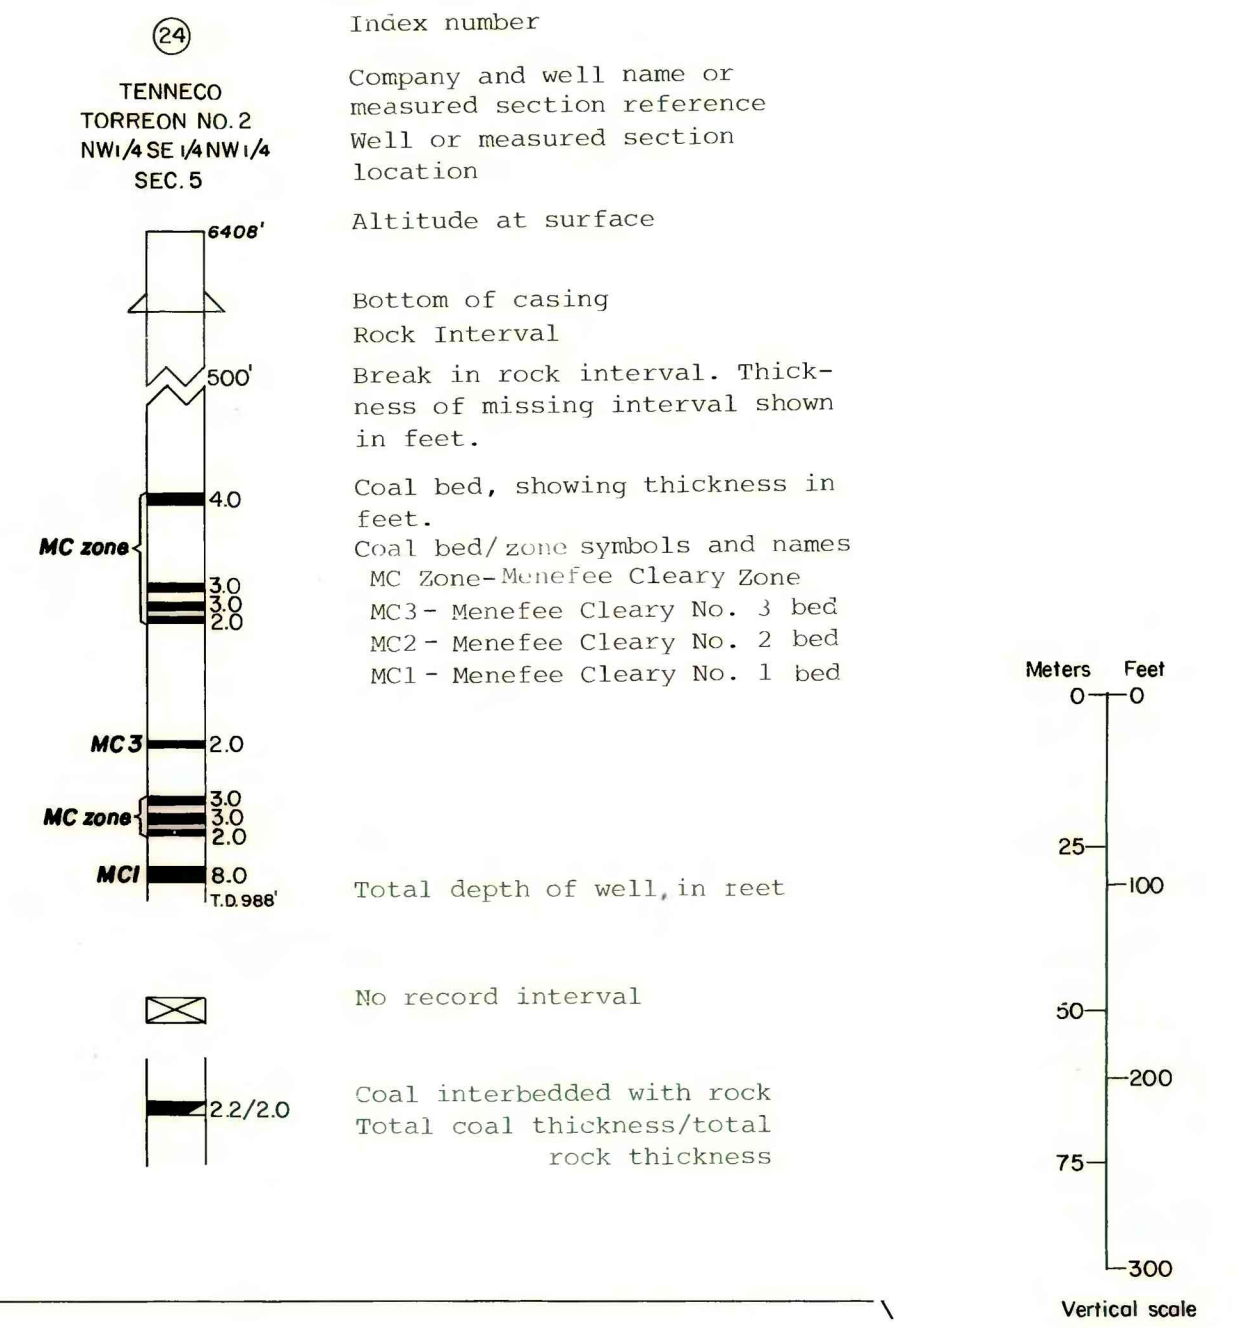 24
Index number
TENNECO
TORREON NO. 2
Company and well name or
measured section reference
NW1/4 SE 1/4 NW 1/4
SEC. 5
Well or measured section
location
6408'
Altitude at surface
Bottom of casing
Rock Interval
500'
Break in rock interval. Thick-
ness of missing interval shown
in feet.
4.0
Coal bed, showing thickness in
feet.
MC zone
Coal bed/zone symbols and names
MC Zone-Menefee Cleary Zone
3.0
3.0
2.0
MC3- Menefee Cleary No. 3 bed
MC2- Menefee Cleary No. 2 bed
MC1- Menefee Cleary No. 1 bed
MC3
2.0
3.0
MC zone
3.0
2.0
MC1
8.0
T.D. 988'
Total depth of well, in reet
No record interval
2.2/2.0
Coal interbedded with rock
Total coal thickness/total
rock thickness
Meters Feet
0 0
25
100
50
200
75
300
Vertical scale